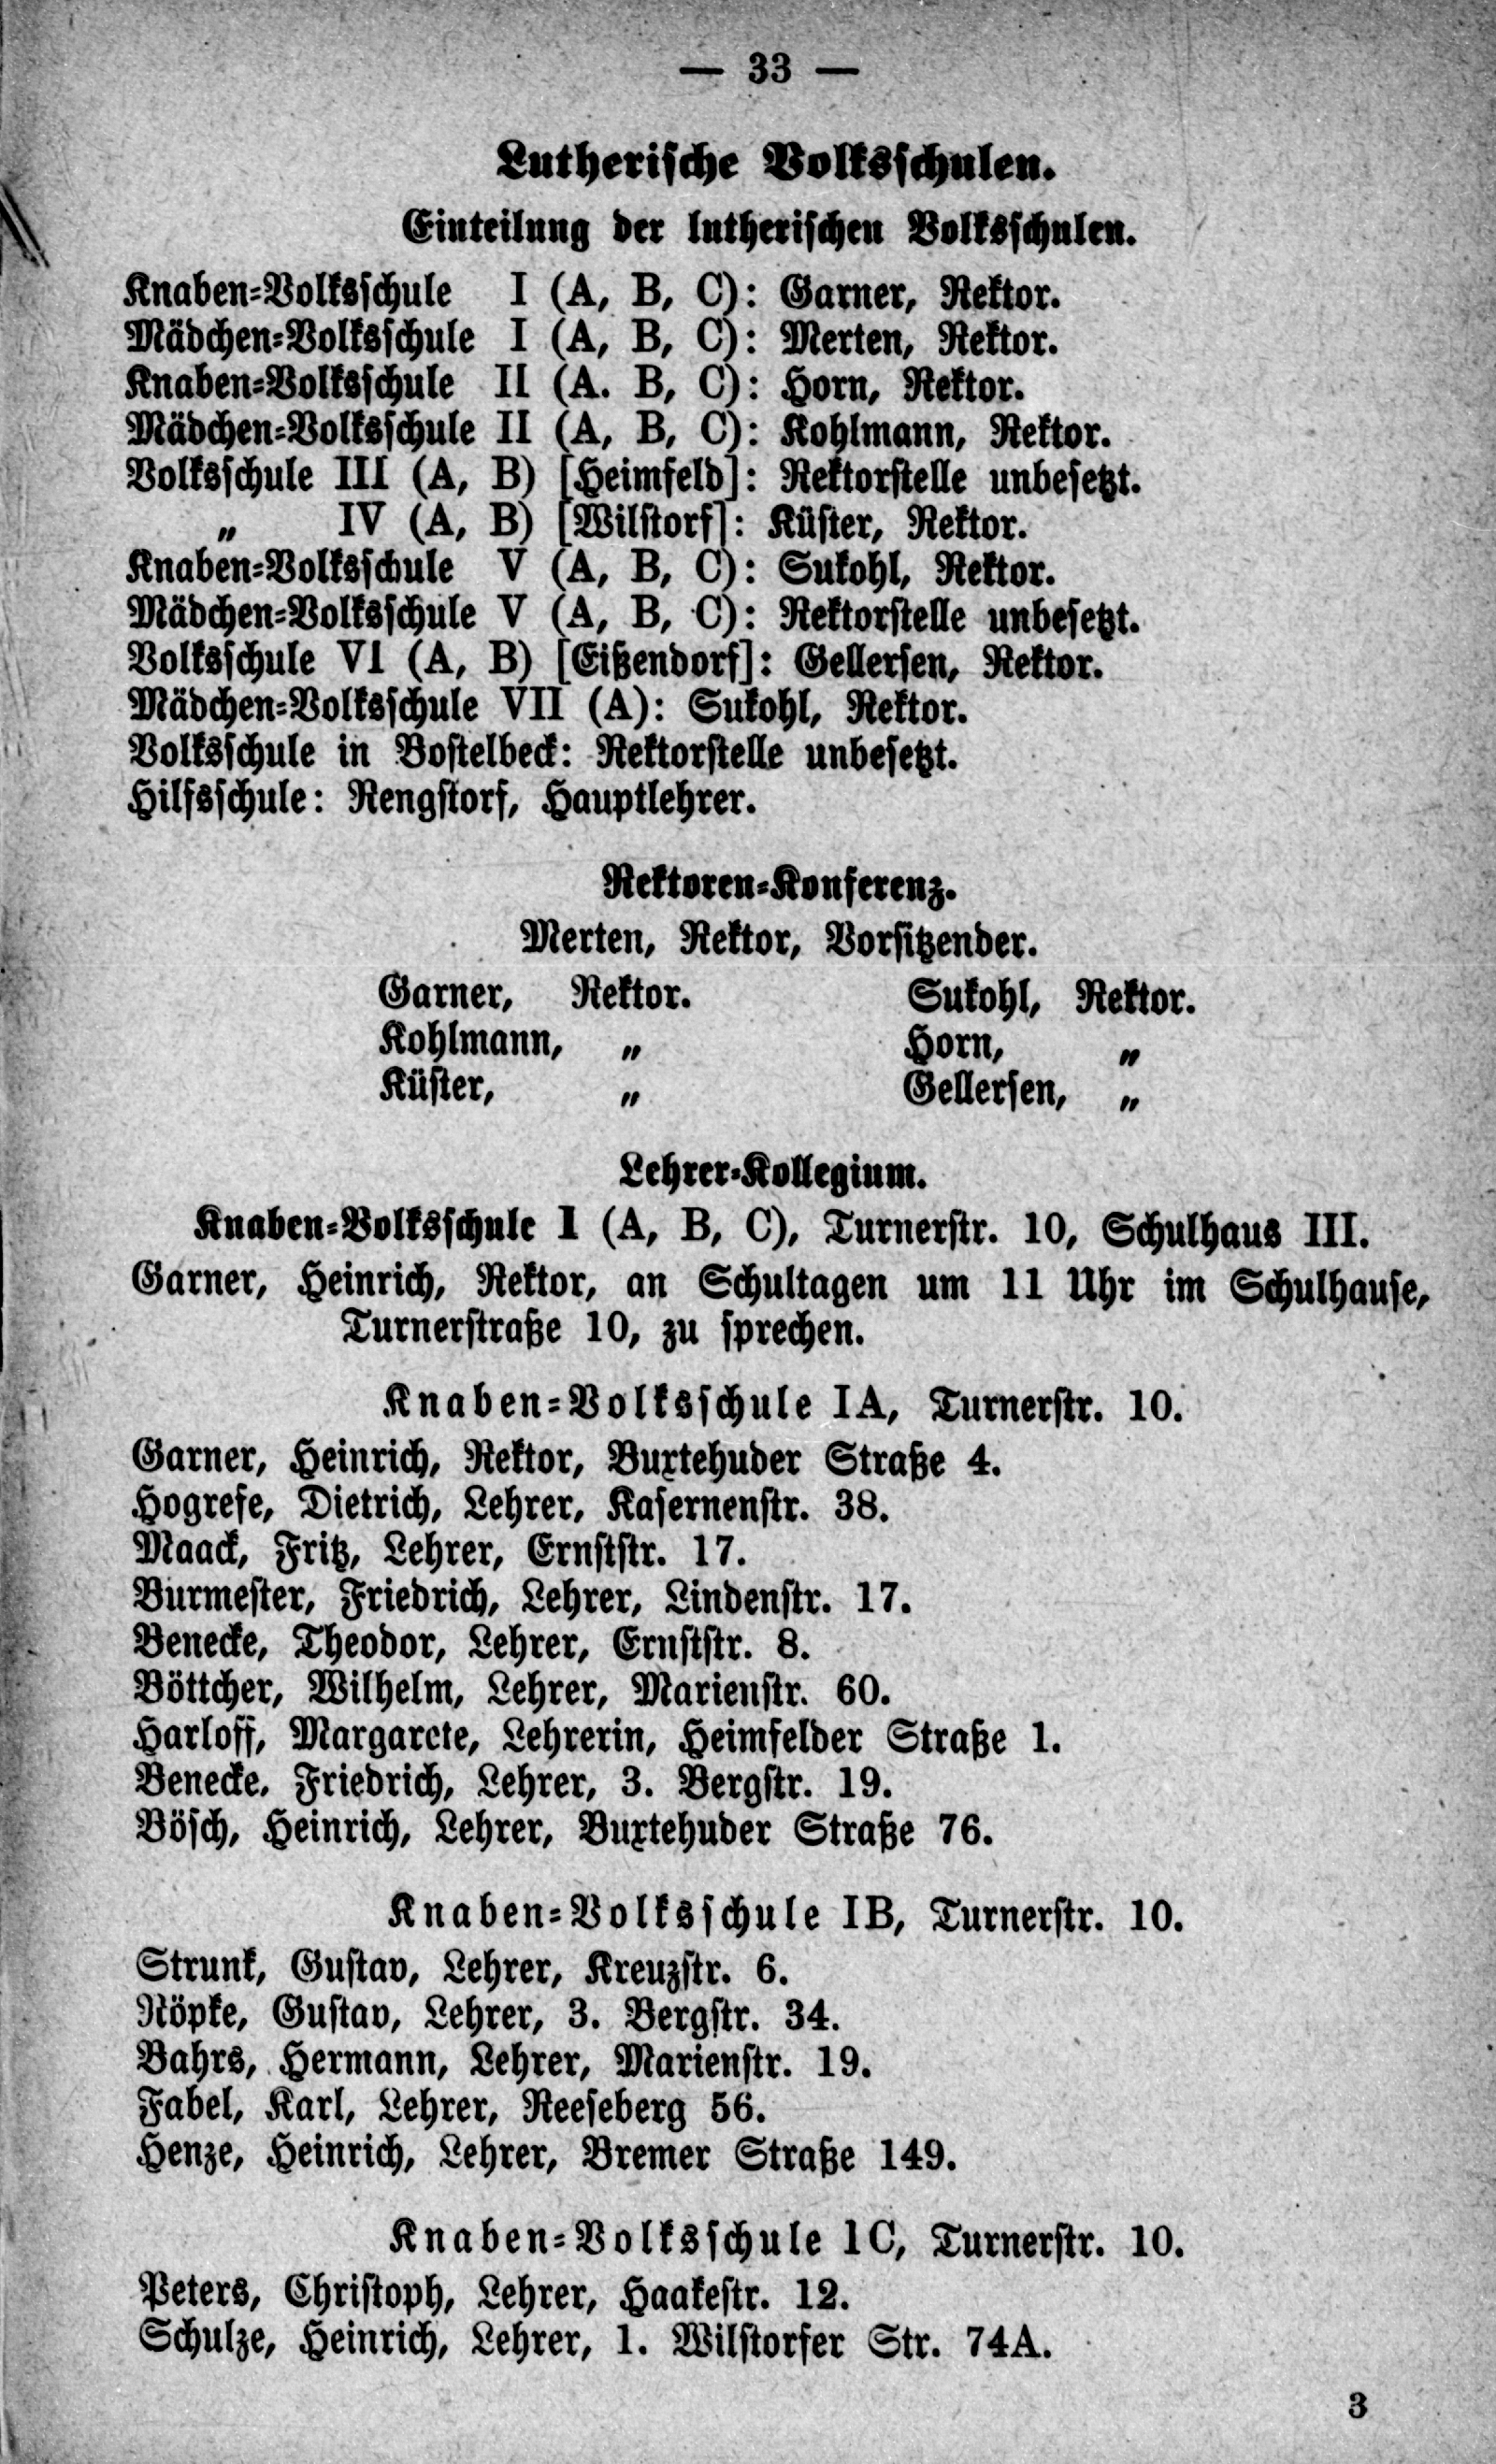 — 33 —
Lutherische Volksschulen.
Einteilung der lutherischen Volksschulen.
Knaben-Volksschule I (A, B, C): Garner, Rektor.
Mädchen-Volksschule I (A, B, C): Merten, Rektor.
Knaben-Volksschule II (A. B, C): Horn, Rektor.
Mädchen-Volksschule II (A, B, C): Kohlmann, Rektor.
Volksschule III (A, B) [Heimfeld]: Rektorstelle unbesetzt.
„ IV (A, B) [Wilstorf]: Küster, Rektor.
Knaben-Volksschule V (A, B, C): Sukohl, Rektor.
Mädchen-Volksschule V (A, B, C): Rektorstelle unbesetzt.
Volksschule VI (A, B) [Eißendorf]: Gellersen, Rektor.
Mädchen-Volksschule VII (A): Sukohl, Rektor.
Volksschule in Bostelbeck: Rektorstelle unbesetzt.
Hilfsschule: Rengstorf, Hauptlehrer.
Rektoren-Konferenz.
Merten, Rektor, Vorsitzender.
Garner, Rektor. Sukohl, Rektor.
Kohlmann, „ Horn, „
Küster, „ Gellersen, „
Lehrer-Kollegium.
Knaben-Volksschule I (A, B, C), Turnerstr. 10, Schulhaus III.
Garner, Heinrich, Rektor, an Schultagen um 11 Uhr im Schulhause,
Turnerstraße 10, zu sprechen.
Knaben-Volksschule IA, Turnerstr. 10.
Garner, Heinrich, Rektor, Buxtehuder Straße 4.
Hogrefe, Dietrich, Lehrer, Kasernenstr. 38.
Maack, Fritz, Lehrer, Ernststr. 17.
Burmester, Friedrich, Lehrer, Lindenstr. 17.
Benecke, Theodor, Lehrer, Ernststr. 8.
Böttcher, Wilhelm, Lehrer, Marienstr. 60.
Harloff, Margarete, Lehrerin, Heimfelder Straße 1.
Benecke, Friedrich, Lehrer, 3. Bergstr. 19.
Bösch, Heinrich, Lehrer, Buxtehuder Straße 76.
Knaben-Volksschule IB, Turnerstr. 10.
Strunk, Gustav, Lehrer, Kreuzstr. 6.
Röpke, Gustav, Lehrer, 3. Bergstr. 34.
Bahrs, Hermann, Lehrer, Marienstr. 19.
Fabel, Karl, Lehrer, Reeseberg 56.
Henze, Heinrich, Lehrer, Bremer Straße 149.
Knaben-Volksschule IC, Turnerstr. 10.
Peters, Christoph, Lehrer, Haakestr. 12.
Schulze, Heinrich, Lehrer, 1. Wilstorfer Str. 74A.
3